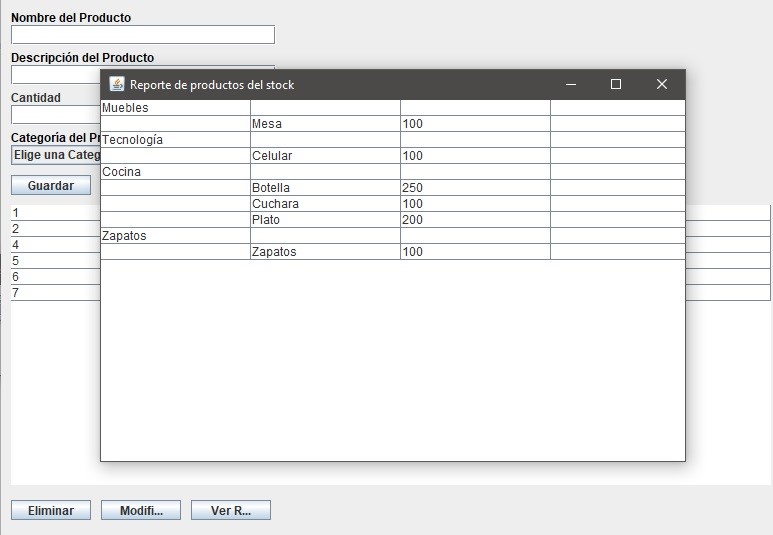 Nombre del Producto
Descripción del Producto
Cantidad
Categoría del Pr
Elige una Categ
Guardar
1
2
4
5
6
7
Reporte de productos del stock
Muebles
Mesa 100
Tecnología
Celular 100
Cocina
Botella 250
Cuchara 100
Plato 200
Zapatos
Zapatos 100
Eliminar Modifi... Ver R...